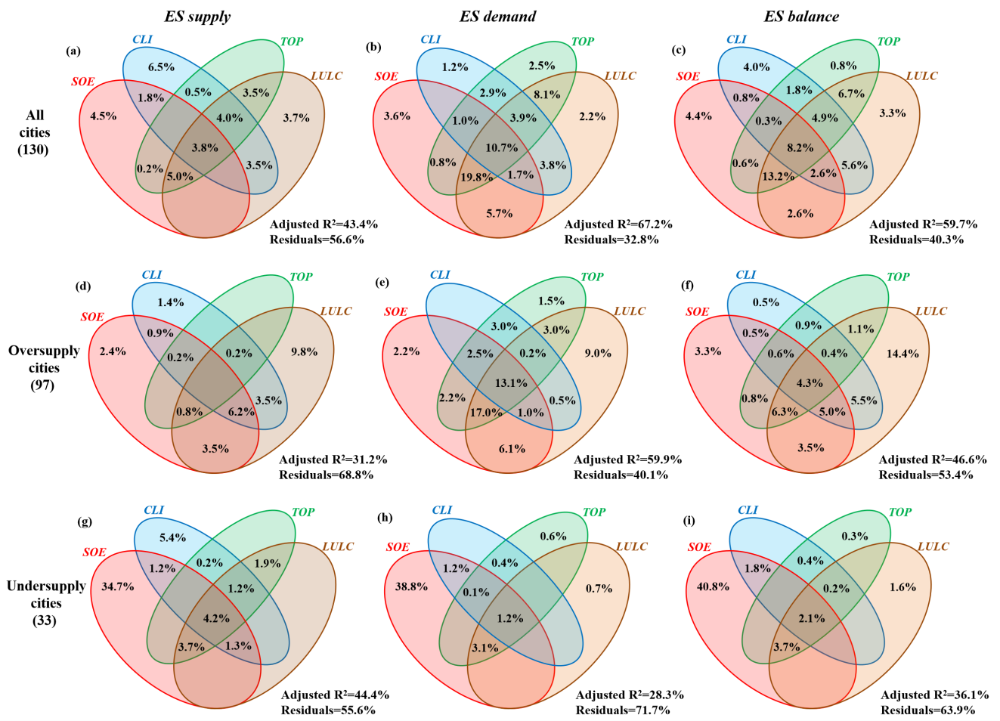 ES supply
ES demand
ES balance
All
cities
(130)
(a)
CLI
TOP
SOE
LULC
6.5%
0.5%
3.5%
1.8%
4.5%
4.0%
3.7%
3.8%
0.2%
5.0%
3.5%
Adjusted R²=43.4%
Residuals=56.6%
(b)
CLI
TOP
SOE
LULC
1.2%
2.5%
2.9%
8.1%
3.6%
1.0%
3.9%
2.2%
10.7%
0.8%
19.8%
1.7%
3.8%
5.7%
Adjusted R²=67.2%
Residuals=32.8%
(c)
CLI
TOP
SOE
LULC
4.0%
0.8%
0.8%
1.8%
6.7%
4.4%
0.3%
4.9%
3.3%
8.2%
0.6%
13.2%
2.6%
5.6%
2.6%
Adjusted R²=59.7%
Residuals=40.3%
Oversupply
cities
(97)
(d)
CLI
TOP
SOE
LULC
1.4%
0.9%
2.4%
0.2%
0.2%
9.8%
0.8%
6.2%
3.5%
3.5%
Adjusted R²=31.2%
Residuals=68.8%
(e)
CLI
TOP
SOE
LULC
1.5%
3.0%
3.0%
2.2%
2.5%
0.2%
9.0%
13.1%
2.2%
17.0%
1.0%
0.5%
6.1%
Adjusted R²=59.9%
Residuals=40.1%
(f)
CLI
TOP
SOE
LULC
0.5%
0.5%
0.9%
1.1%
3.3%
0.6%
0.4%
14.4%
4.3%
0.8%
6.3%
5.0%
5.5%
3.5%
Adjusted R²=46.6%
Residuals=53.4%
Undersupply
cities
(33)
(g)
CLI
TOP
SOE
LULC
5.4%
1.2%
0.2%
1.9%
34.7%
1.2%
4.2%
3.7%
1.3%
Adjusted R²=44.4%
Residuals=55.6%
(h)
CLI
TOP
SOE
LULC
0.6%
1.2%
0.4%
38.8%
0.1%
0.7%
1.2%
3.1%
Adjusted R²=28.3%
Residuals=71.7%
(i)
CLI
TOP
SOE
LULC
0.3%
1.8%
0.4%
40.8%
0.2%
1.6%
2.1%
3.7%
Adjusted R²=36.1%
Residuals=63.9%